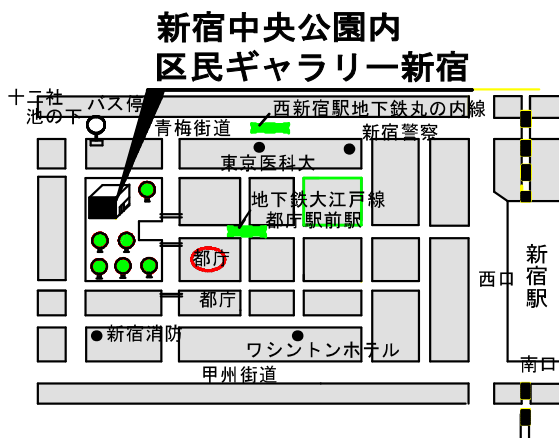 新宿中央公園内
区民ギャラリー新宿
十二社
池の下
バス停
西新宿駅地下鉄丸の内線
青梅街道
新宿警察
東京医科大
地下鉄大江戸線
都庁駅前駅
都庁
西口
新宿駅
都庁
新宿消防
ワシントンホテル
南口
甲州街道